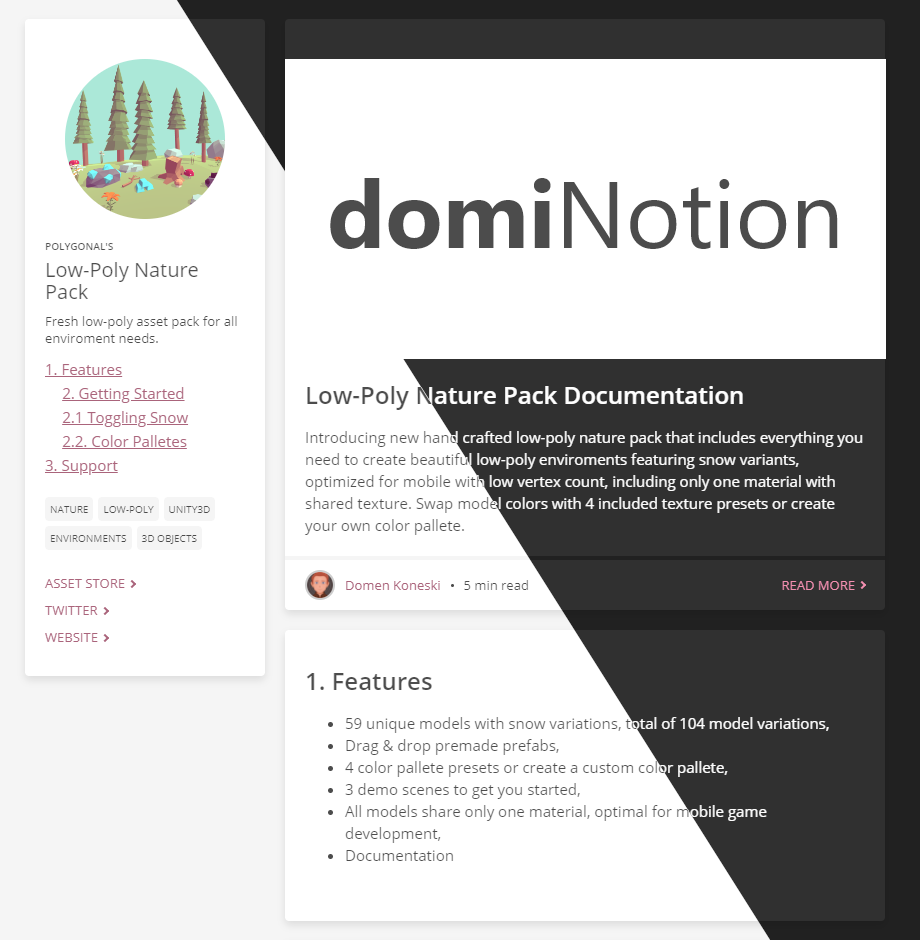 POLYGONAL'S
Low-Poly Nature
Pack
Fresh low-poly asset pack for all
enviroment needs.
1. Features
2. Getting Started
2.1 Toggling Snow
2.2. Color Palletes
3. Support
NATURE LOW-POLY UNITY3D
ENVIRONMENTS 3D OBJECTS
ASSET STORE
TWITTER
WEBSITE
domiNotion
Low-Poly Nature Pack Documentation
Introducing new hand crafted low-poly nature pack that includes everything you
need to create beautiful low-poly enviroments featuring snow variants,
optimized for mobile with low vertex count, including only one material with
shared texture. Swap model colors with 4 included texture presets or create
your own color pallete.
Domen Koneski • 5 min read READ MORE
1. Features
• 59 unique models with snow variations, total of 104 model variations,
• Drag & drop premade prefabs,
• 4 color pallete presets or create a custom color pallete,
• 3 demo scenes to get you started,
• All models share only one material, optimal for mobile game
development,
• Documentation